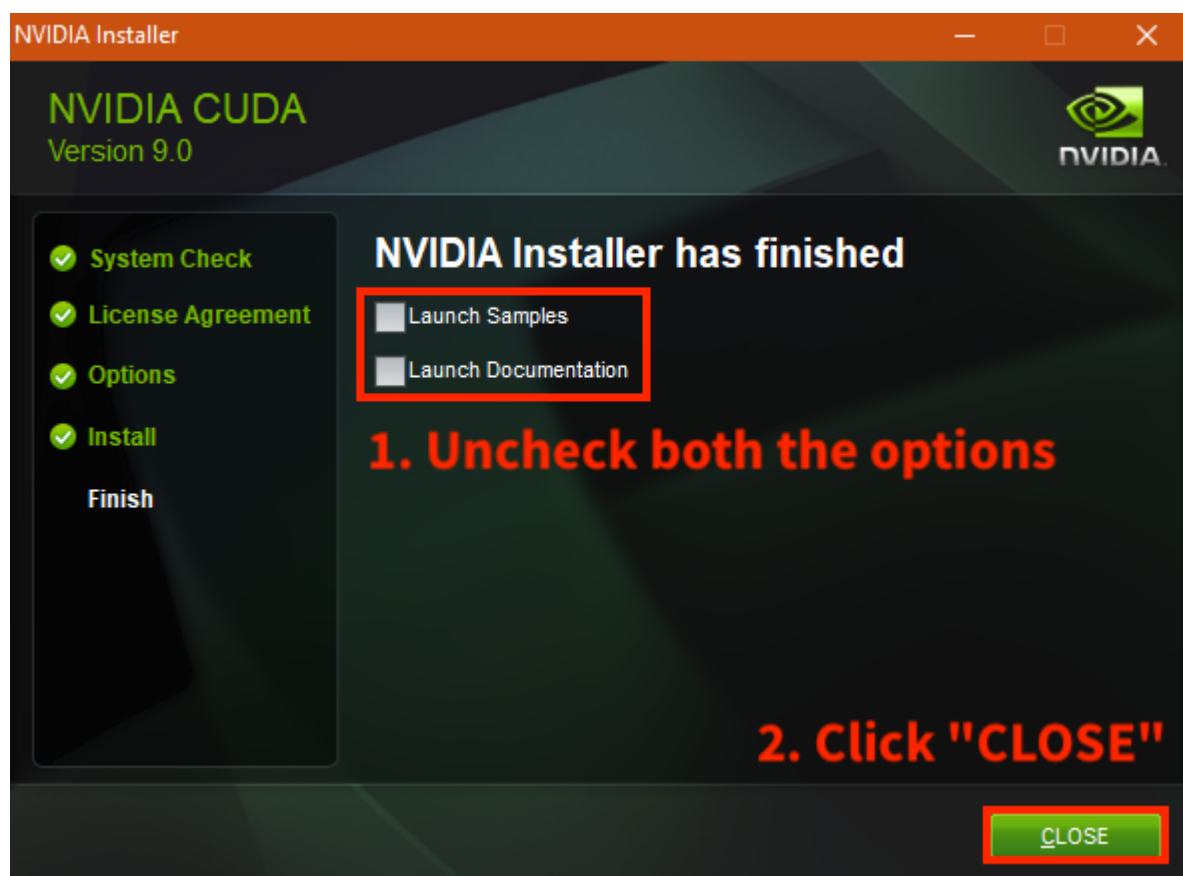 NVIDIA Installer
NVIDIA CUDA
Version 9.0
NVIDIA.
System Check
License Agreement
Options
Install
Finish
NVIDIA Installer has finished
Launch Samples
Launch Documentation
1. Uncheck both the options
2. Click "CLOSE"
CLOSE